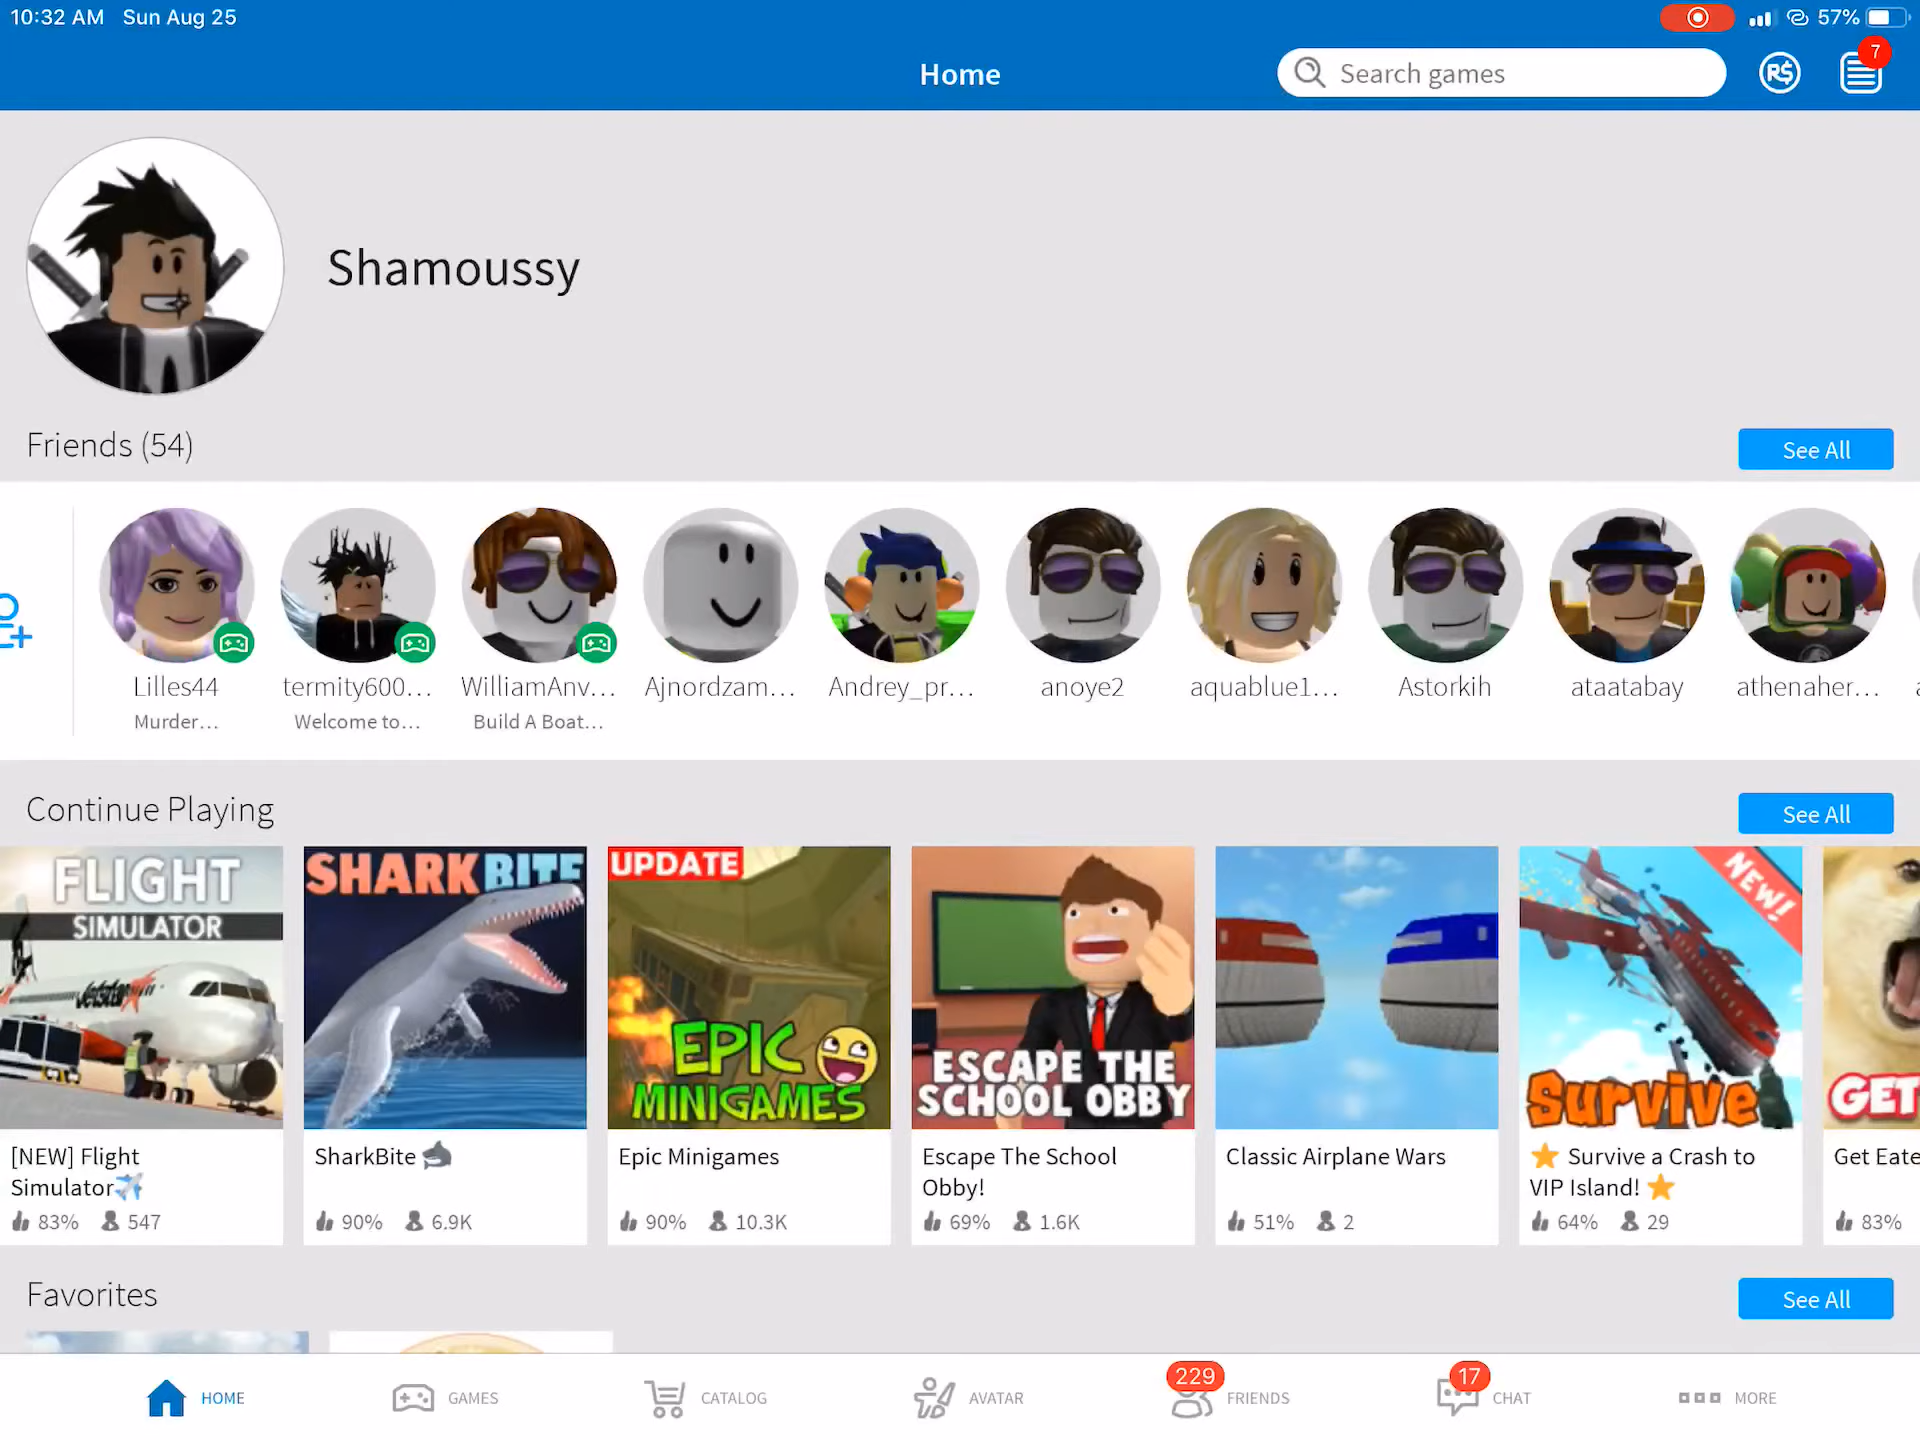 10:32 AM Sun Aug 25
57%
Home
Search games
R$
7
Shamoussy
Friends (54)
See All
Lilles44
termity600...
WilliamAnv...
Ajnordzam...
Andrey_pr...
anoye2
aquablue1...
Astorkih
ataatabay
athenaher...
Murder...
Welcome to...
Build A Boat...
Continue Playing
See All
FLIGHT
SIMULATOR
Jetstar
SHARKBITE
UPDATE
EPIC
MINIGAMES
ESCAPE THE
SCHOOL OBBY
NEW!
Survive
GET
[NEW] Flight
Simulator✈️
83% 547
SharkBite 🦈
90% 6.9K
Epic Minigames
90% 10.3K
Escape The School
Obby!
69% 1.6K
Classic Airplane Wars
51% 2
⭐ Survive a Crash to
VIP Island! ⭐
64% 29
Get Eate
83%
Favorites
See All
HOME
GAMES
CATALOG
AVATAR
229
FRIENDS
17
CHAT
MORE